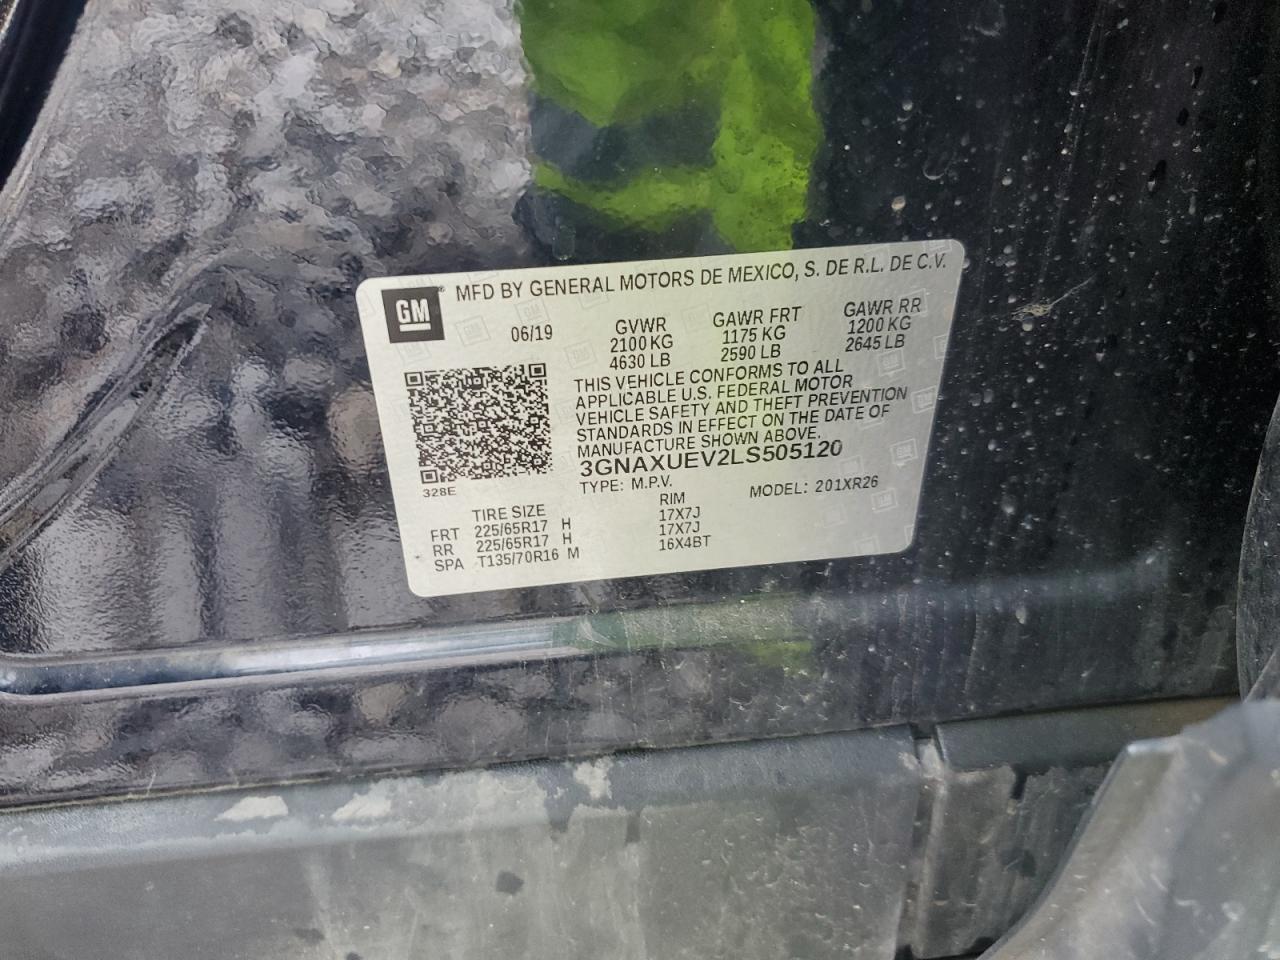 GM ® MFD BY GENERAL MOTORS DE MEXICO, S. DE R.L. DE C.V.
06/19
GVWR GAWR FRT GAWR RR
2100 KG 1175 KG 1200 KG
4630 LB 2590 LB 2645 LB
THIS VEHICLE CONFORMS TO ALL
APPLICABLE U.S. FEDERAL MOTOR
VEHICLE SAFETY AND THEFT PREVENTION
STANDARDS IN EFFECT ON THE DATE OF
MANUFACTURE SHOWN ABOVE.
3GNAXUEV2LS505120
328E
TYPE: M.P.V. MODEL: 201XR26
TIRE SIZE RIM
FRT 225/65R17 H 17X7J
RR 225/65R17 H 17X7J
SPA T135/70R16 M 16X4BT